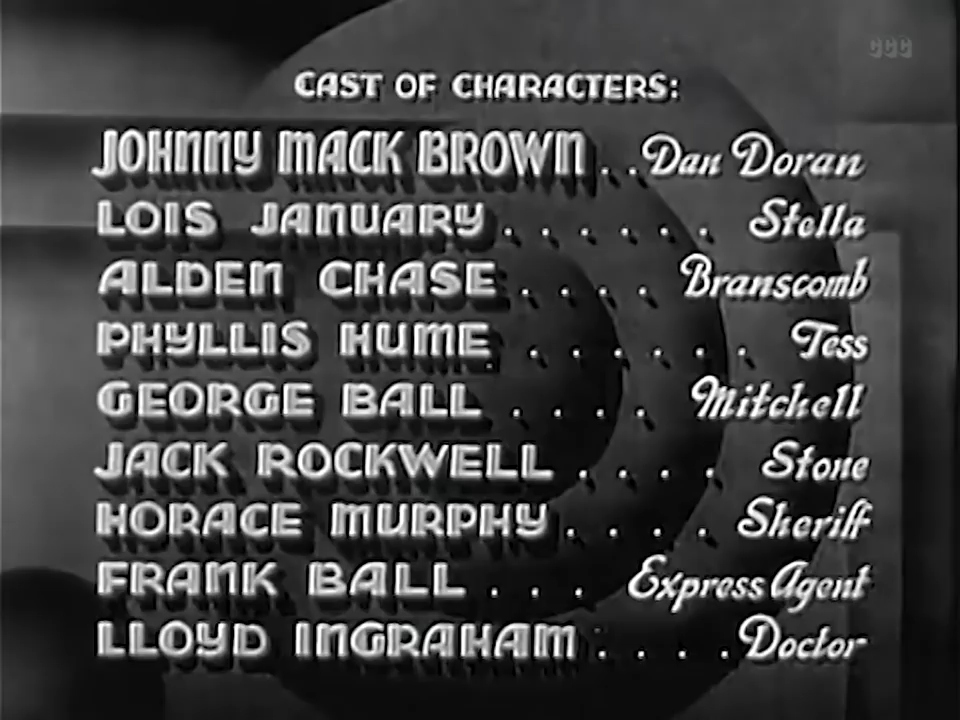 CCC
CAST OF CHARACTERS:
JOHNNY MACK BROWN . . Dan Doran
LOIS JANUARY . . . . . . Stella
ALDEN CHASE . . . . Branscomb
PHYLLIS HUME . . . . . . Tess
GEORGE BALL . . . . Mitchell
JACK ROCKWELL . . . . Stone
HORACE MURPHY . . . . Sheriff
FRANK BALL . . . Express Agent
LLOYD INGRAHAM . . . . Doctor